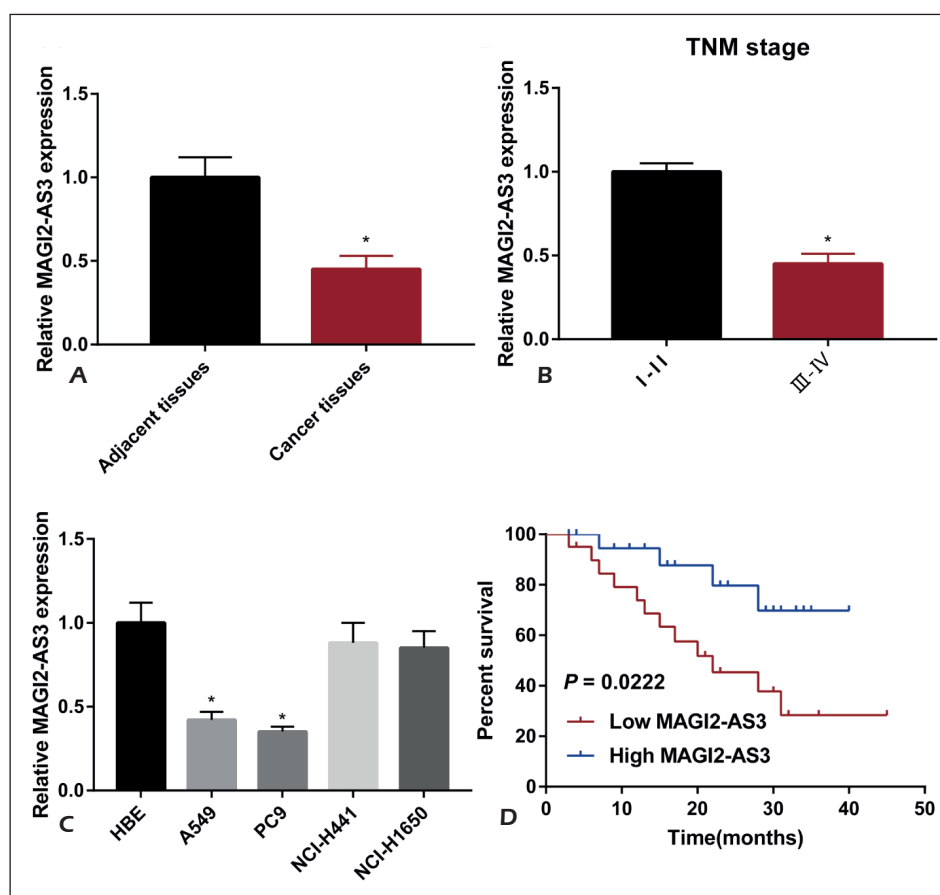 Relative MAGI2-AS3 expression
1.5
1.0
0.5
0.0
*
Adjacent tissues
Cancer tissues
A
TNM stage
Relative MAGI2-AS3 expression
1.5
1.0
0.5
0.0
*
I-II
III-IV
B
Relative MAGI2-AS3 expression
1.5
1.0
0.5
0.0
*
*
HBE
A549
PC9
NCI-H441
NCI-H1650
C
Percent survival
100
80
60
40
20
0
P = 0.0222
Low MAGI2-AS3
High MAGI2-AS3
0
10
20
30
40
50
Time(months)
D